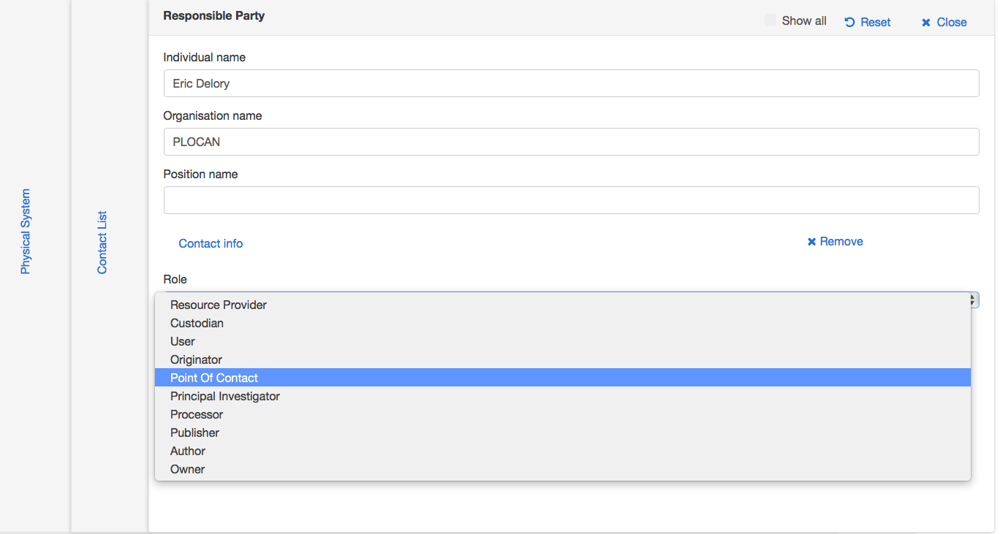 Responsible Party
Show all Reset Close
Individual name
Eric Delory
Organisation name
PLOCAN
Position name
Physical System
Contact List
Contact info
Remove
Role
Resource Provider
Custodian
User
Originator
Point Of Contact
Principal Investigator
Processor
Publisher
Author
Owner